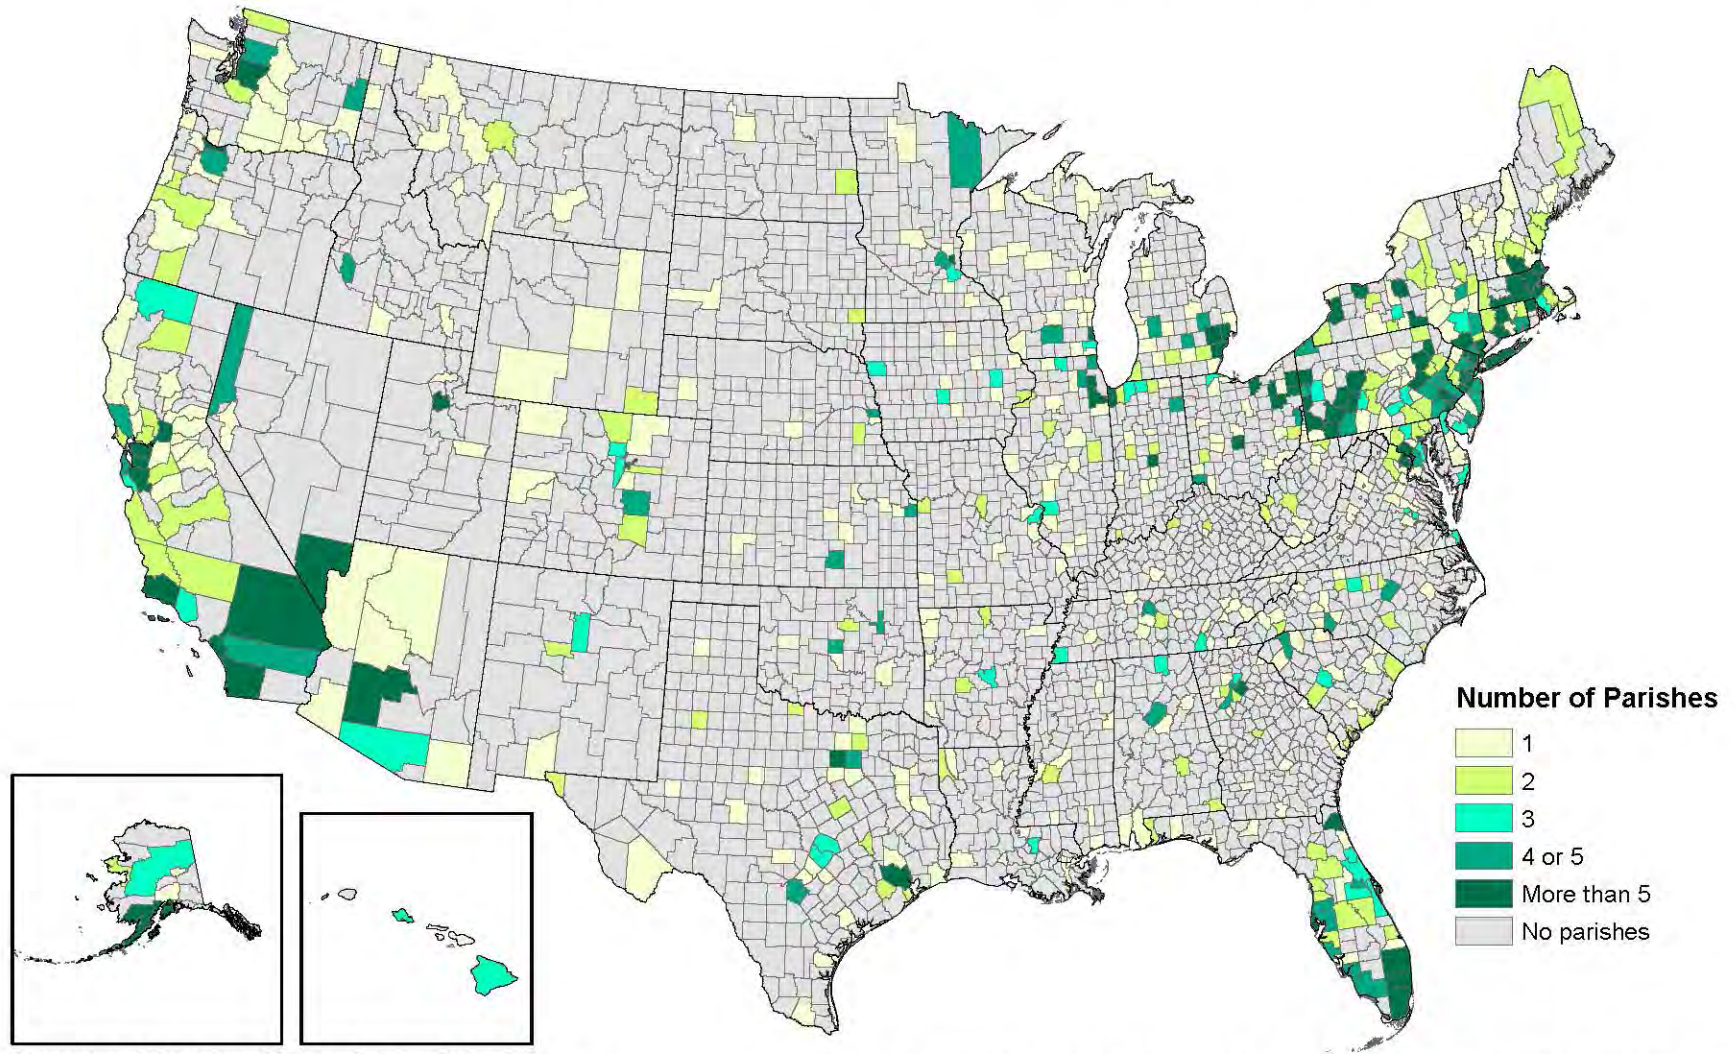 Number of Parishes
1
2
3
4 or 5
More than 5
No parishes